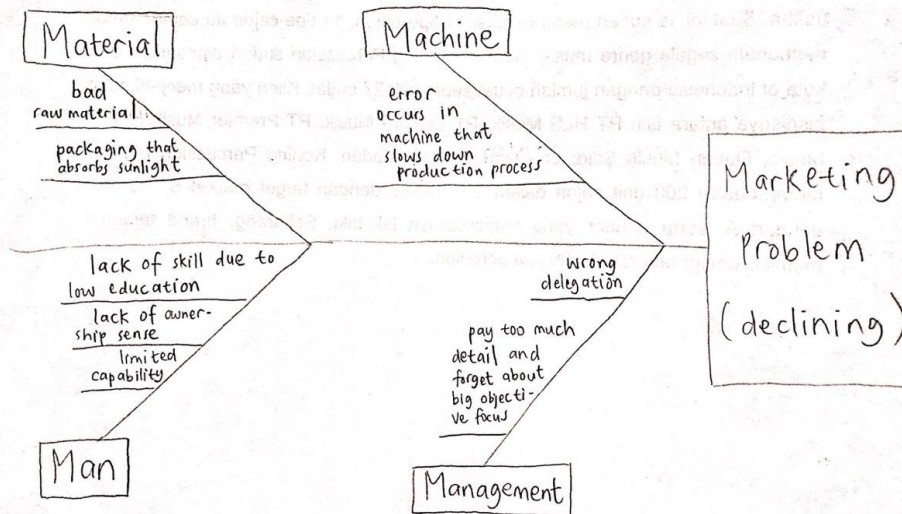 Material
bad
raw material
packaging that
absorbs sunlight
Machine
error
occurs in
machine that
slows down
production process
Marketing
Problem
(declining)
lack of skill due to
low education
lack of owner-
ship sense
limited
capability
Man
wrong
delegation
pay too much
detail and
forget about
big objecti-
ve focus
Management